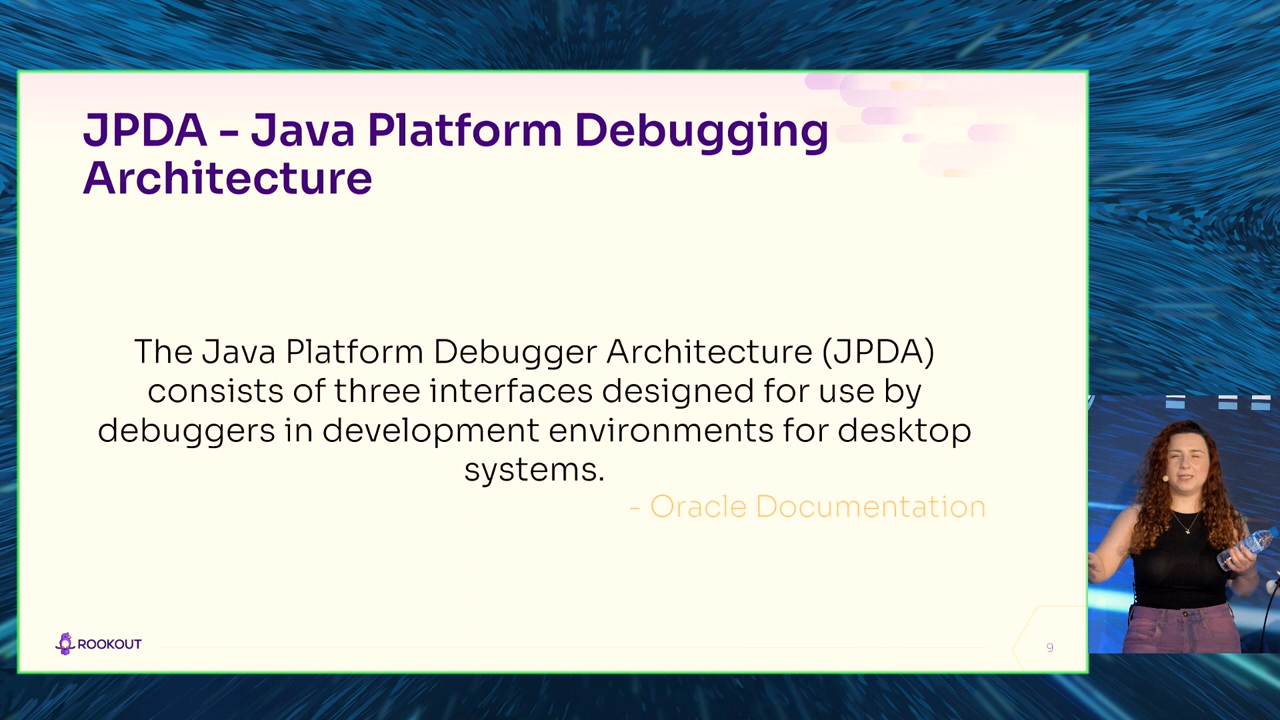 JPDA - Java Platform Debugging
Architecture
The Java Platform Debugger Architecture (JPDA)
consists of three interfaces designed for use by
debuggers in development environments for desktop
systems.
- Oracle Documentation
ROOKOUT
9